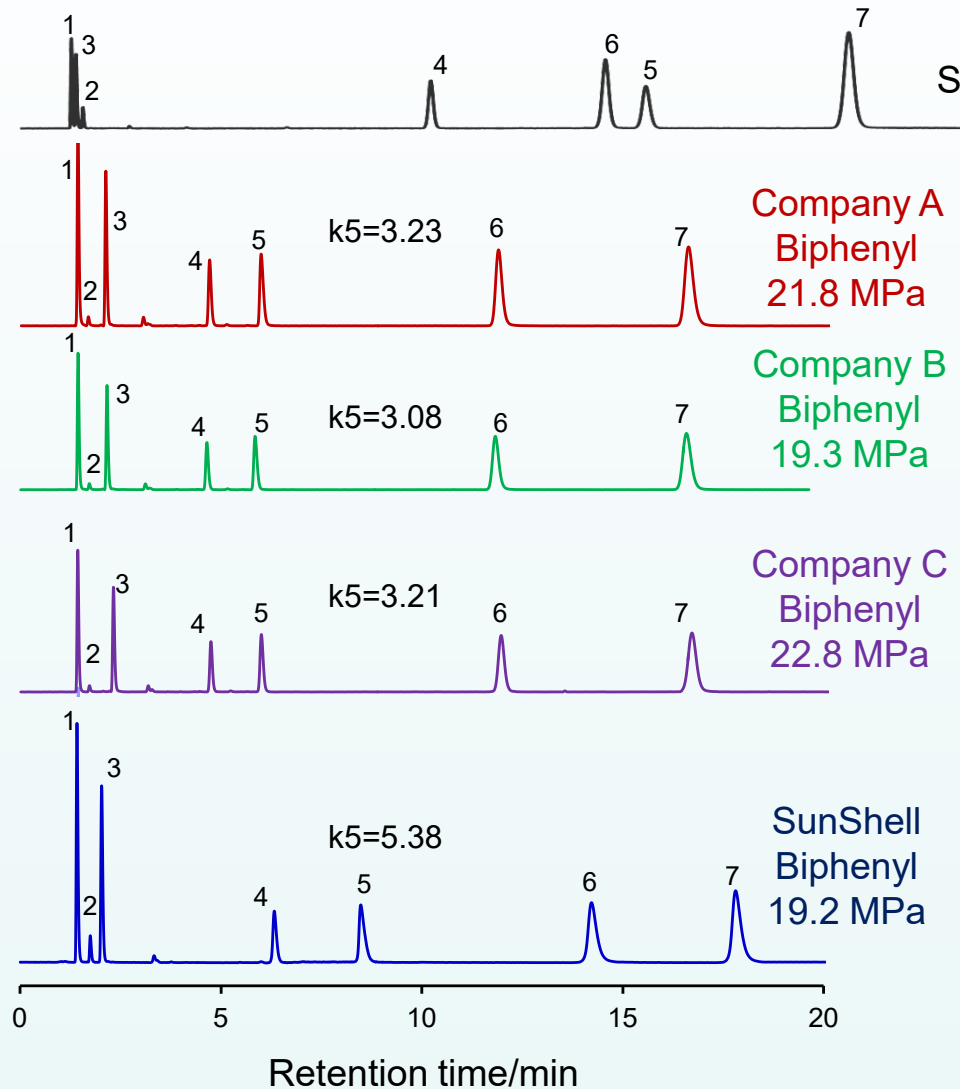 1
3
2
4
6
5
7
S
1
2
3
4
5
k5=3.23
6
7
Company A
Biphenyl
21.8 MPa
1
2
3
4
5
k5=3.08
6
7
Company B
Biphenyl
19.3 MPa
1
2
3
4
5
k5=3.21
6
7
Company C
Biphenyl
22.8 MPa
1
2
3
4
5
k5=5.38
6
7
SunShell
Biphenyl
19.2 MPa
0 5 10 15 20
Retention time/min